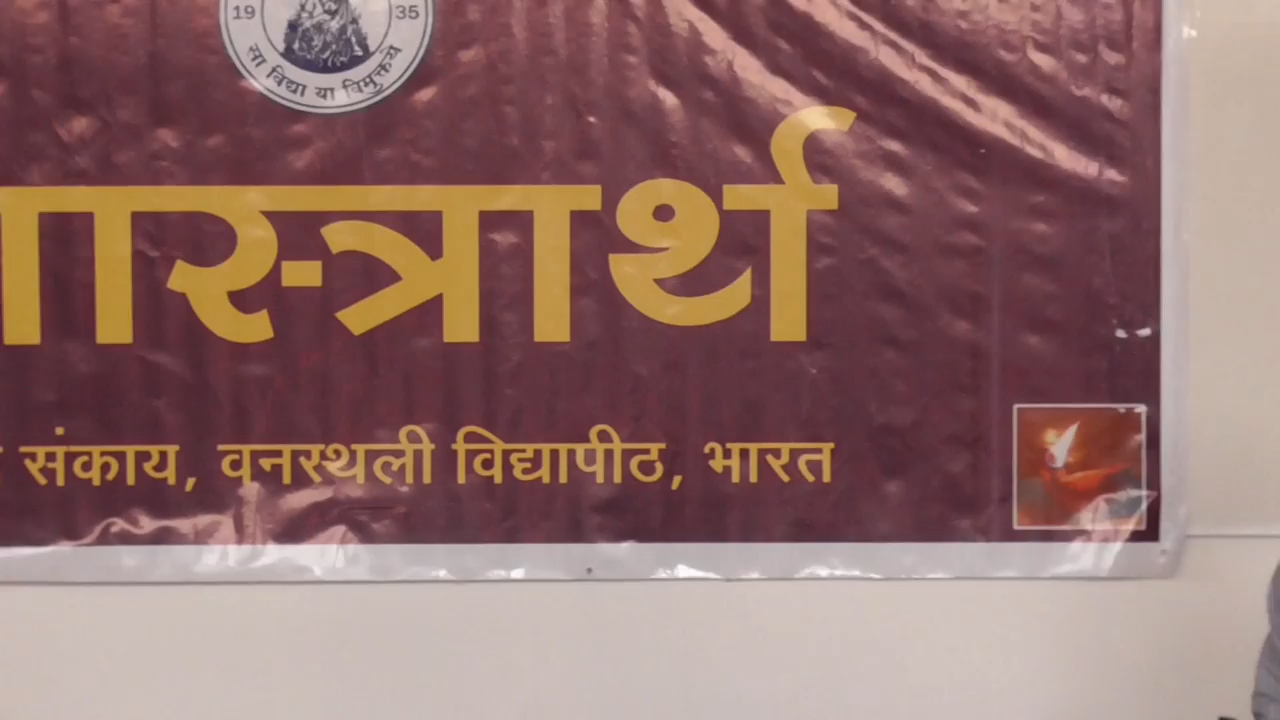 19 35
सा विद्या या विमुक्तये
ास्त्रार्थ
संकाय, वनस्थली विद्यापीठ, भारत